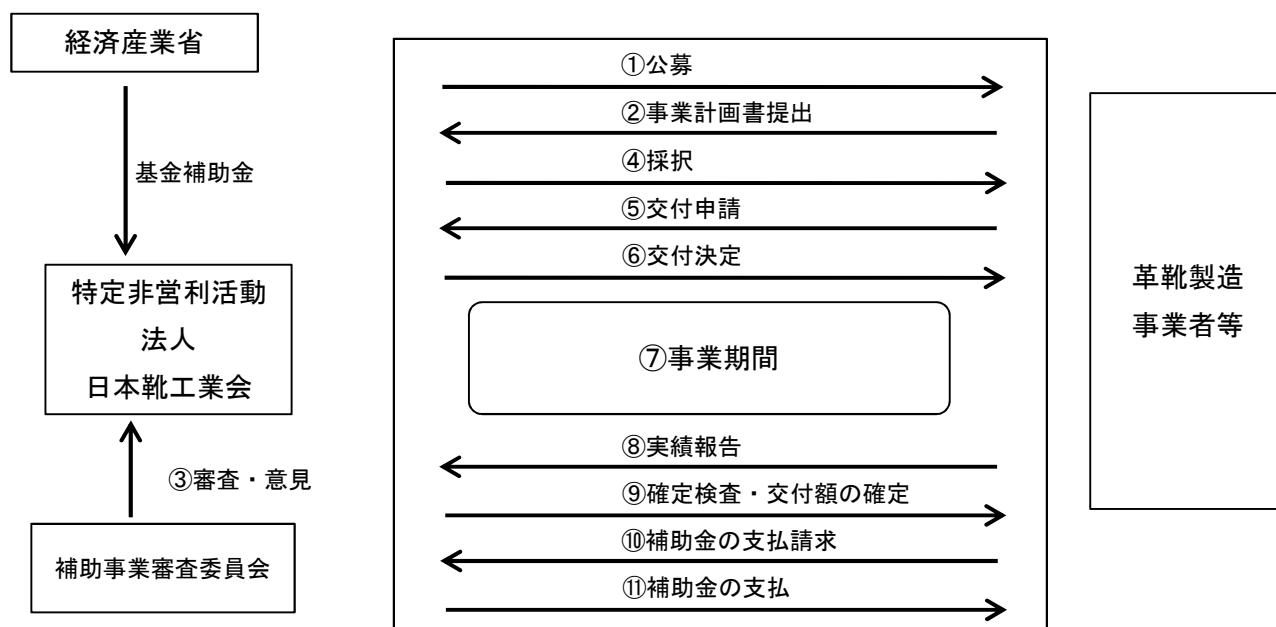 経済産業省
基金補助金
特定非営利活動
法人
日本靴工業会
③審査・意見
補助事業審査委員会
①公募
②事業計画書提出
④採択
⑤交付申請
⑥交付決定
⑦事業期間
⑧実績報告
⑨確定検査・交付額の確定
⑩補助金の支払請求
⑪補助金の支払
革靴製造
事業者等